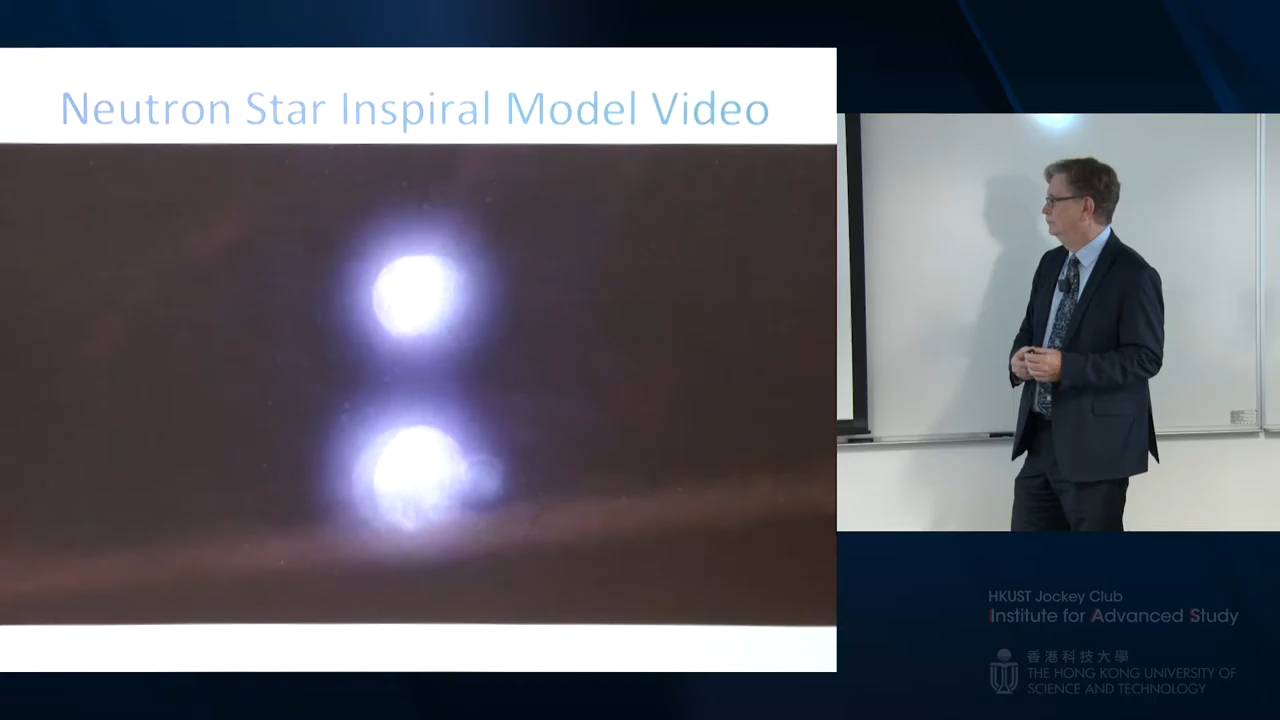 Neutron Star Inspiral Model Video
HKUST Jockey Club
Institute for Advanced Study
香港科技大學
THE HONG KONG UNIVERSITY OF
SCIENCE AND TECHNOLOGY